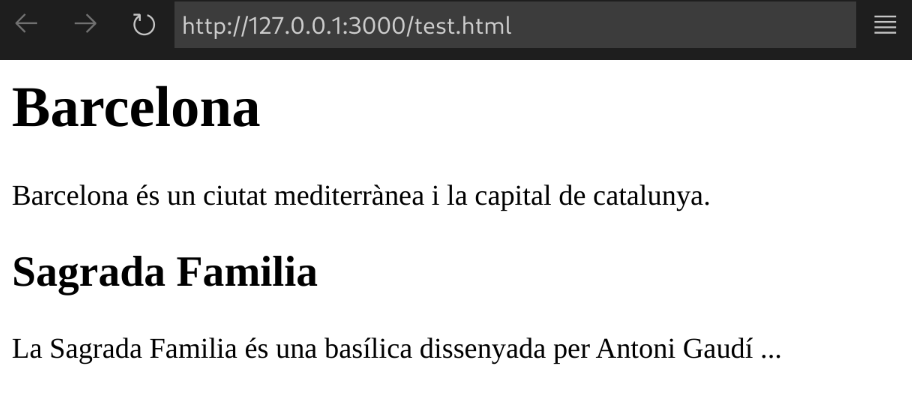 http://127.0.0.1:3000/test.html
Barcelona
Barcelona és un ciutat mediterrànea i la capital de catalunya.
Sagrada Familia
La Sagrada Familia és una basílica dissenyada per Antoni Gaudí ...